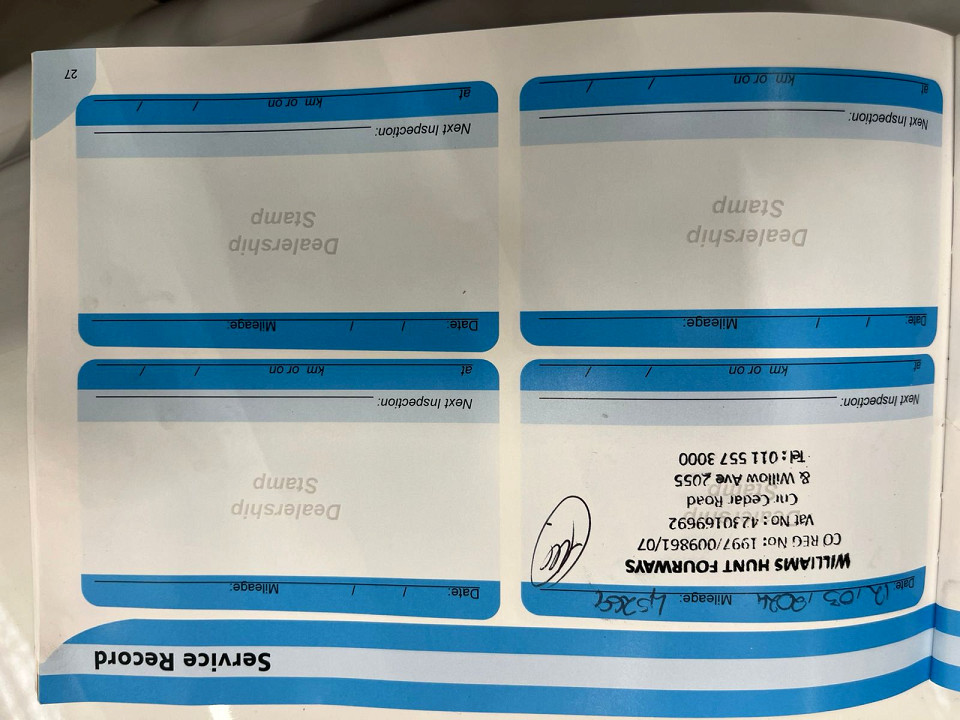 Service Record
Date: 12 / 03 / 2024 Mileage:
WILLIAMS HUNT FOURWAYS
CO REG No: 1997/009861/07
Vat No: 4230169692
Dealership
Cnr Cedar Road
Stamp
& Willow Ave 2055
Tel: 011 557 3000
Next Inspection:
at km or on / /
Date: / / Mileage:
Dealership
Stamp
Next Inspection:
at km or on / /
Date: / / Mileage:
Dealership
Stamp
Next Inspection:
at km or on / /
Date: / / Mileage:
Dealership
Stamp
Next Inspection:
at km or on / /
27